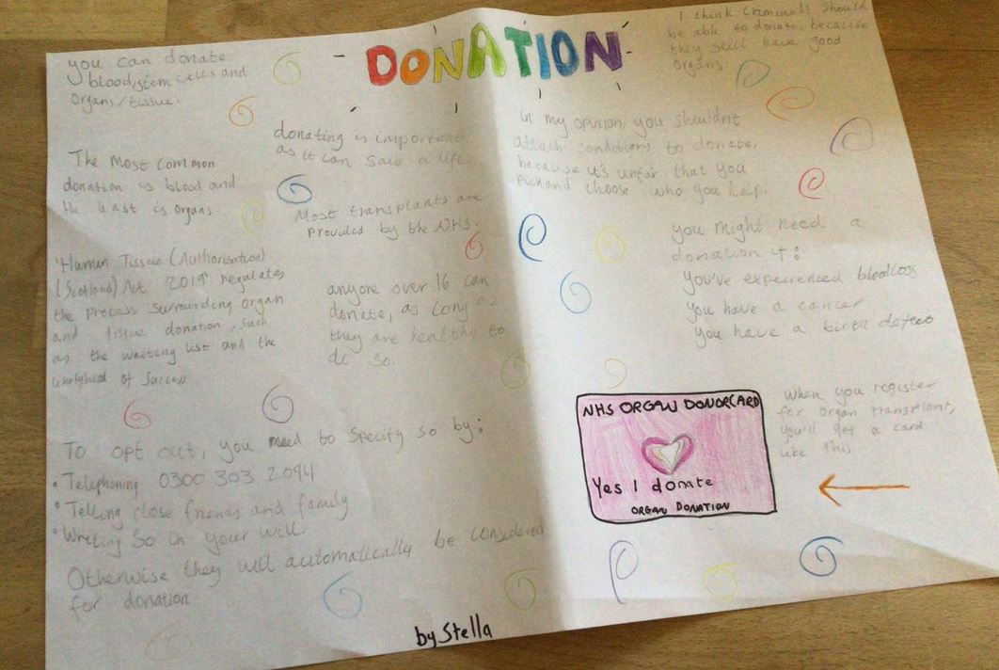 DONATION
you can donate
blood, stem cells and
Organs/tissue.
I think Criminals should
be able to donate, because
they still have good
Organs.
donating is important
as it can save a life.
The Most Common
donation is blood and
the least is organs.
in my opinion, you shouldn't
attach conditions to donate,
because it's unfair that you
pick and choose who you help.
Most transplants are
provided by the NHS.
'Human Tissue (Authorisation)
(Scotland) Act 2019' regulates
the process surrounding organ
and tissue donation, such
as the waiting list and the
likelyhed of Success
anyone over 16 can
donate, as long as
they are healthy to
do so.
you might need a
donation if:
You've experienced bloodloss
you have a cancer
you have a birth defect
To opt out, you need to specify so by:
• Telephoning 0300 303 2094
• Telling close friends and family
• Writing so in your will.
Otherwise they will automatically be considered
for donation
NHS ORGAN DONORCARD
Yes I donate
ORGAN DONATION
When you register
for organ transplant,
you'll get a card
like this
by Stella